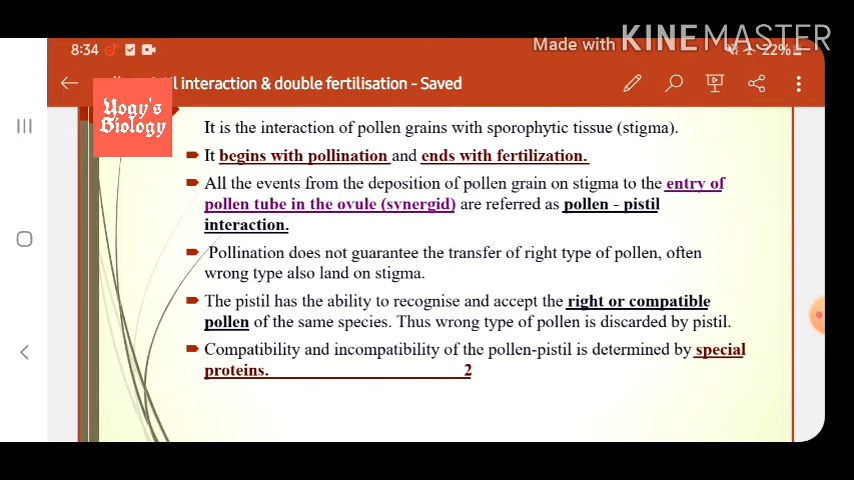 Made with KINEMASTER
8:34 22%
interaction & double fertilisation - Saved
Yogy's
Biology
It is the interaction of pollen grains with sporophytic tissue (stigma).
It begins with pollination and ends with fertilization.
All the events from the deposition of pollen grain on stigma to the entry of
pollen tube in the ovule (synergid) are referred as pollen - pistil
interaction.
Pollination does not guarantee the transfer of right type of pollen, often
wrong type also land on stigma.
The pistil has the ability to recognise and accept the right or compatible
pollen of the same species. Thus wrong type of pollen is discarded by pistil.
Compatibility and incompatibility of the pollen-pistil is determined by special
proteins. 2